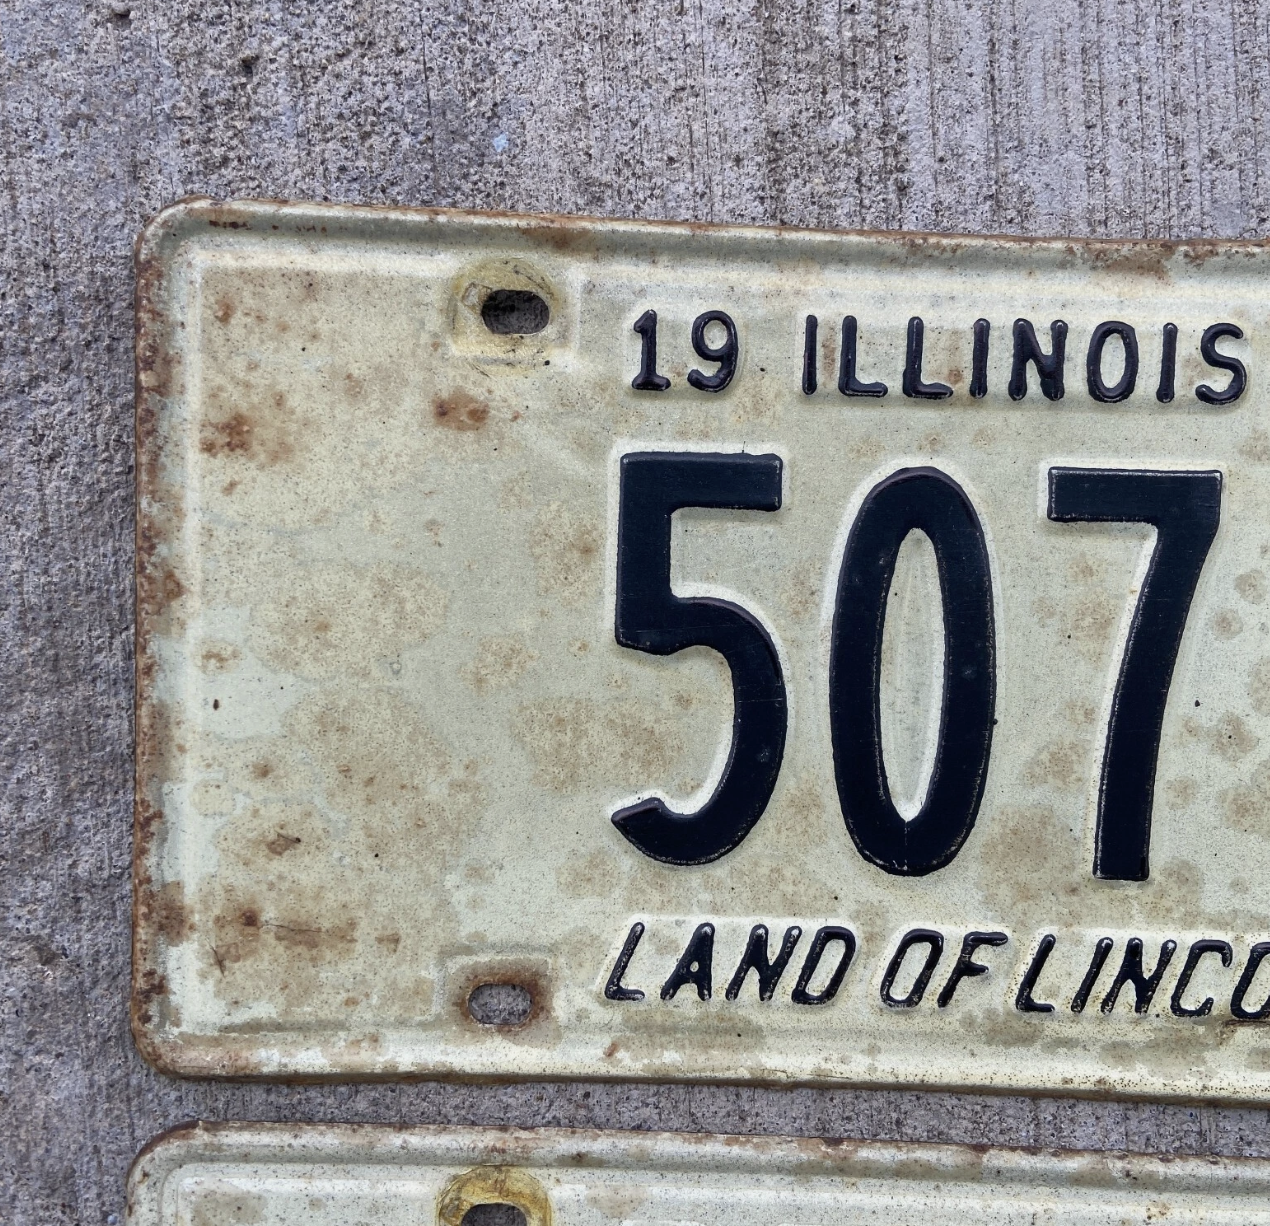 19 ILLINOIS
507
LAND OF LINCO